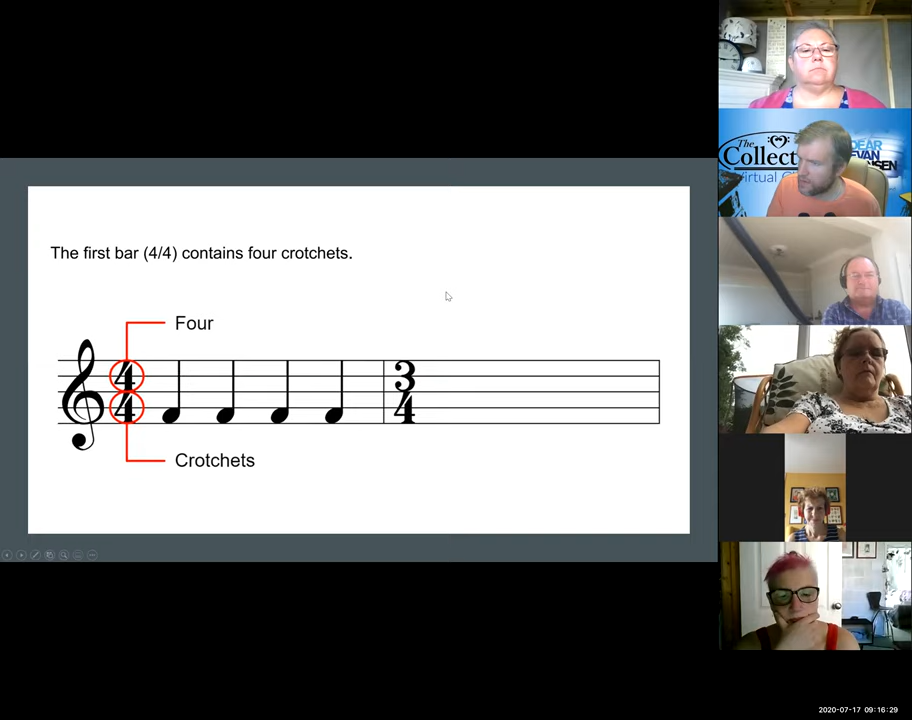 The first bar (4/4) contains four crotchets.
Four
4
4
3
4
Crotchets
The
Collect
Virtual
DEAR
EVAN
2020-07-17 09:16:29